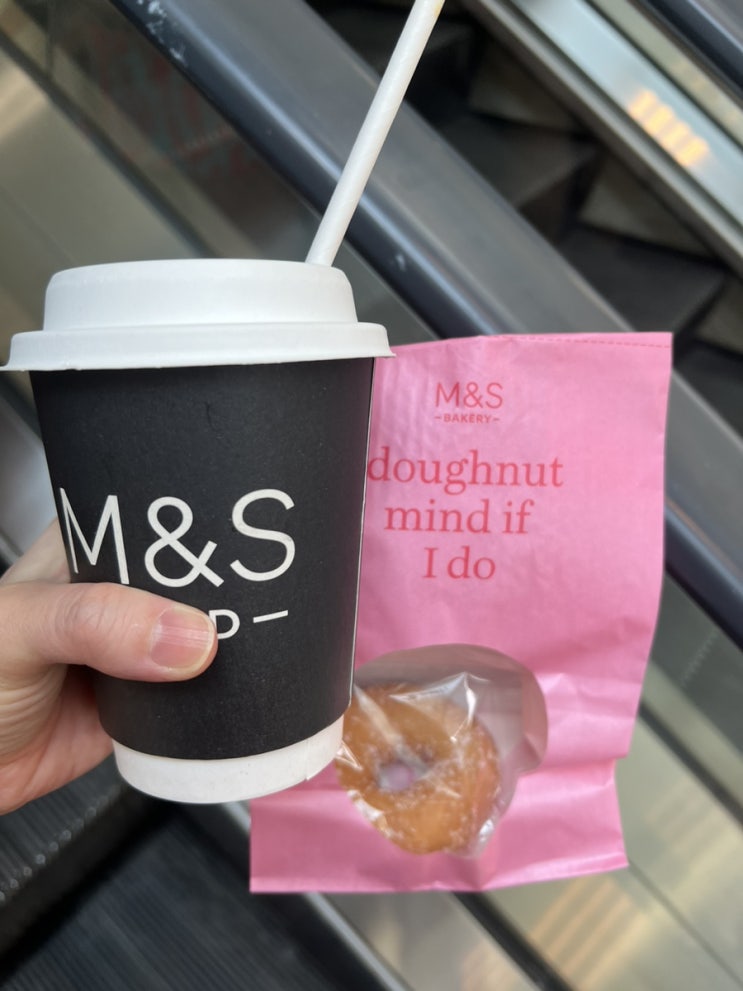 M&S
P–
M&S
–BAKERY–
doughnut
mind if
I do